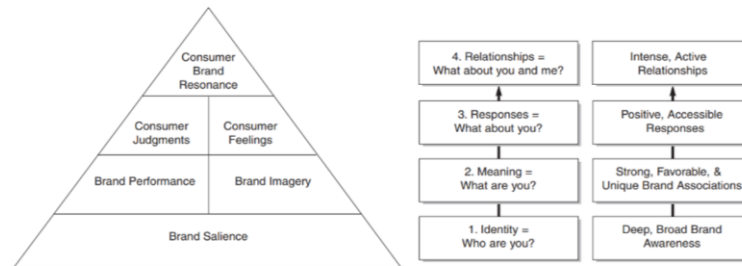 Consumer
Brand
Resonance
Consumer
Judgments
Consumer
Feelings
Brand Performance
Brand Imagery
Brand Salience
4. Relationships =
What about you and me?
Intense, Active
Relationships
3. Responses =
What about you?
Positive, Accessible
Responses
2. Meaning =
What are you?
Strong, Favorable, &
Unique Brand Associations
1. Identity =
Who are you?
Deep, Broad Brand
Awareness